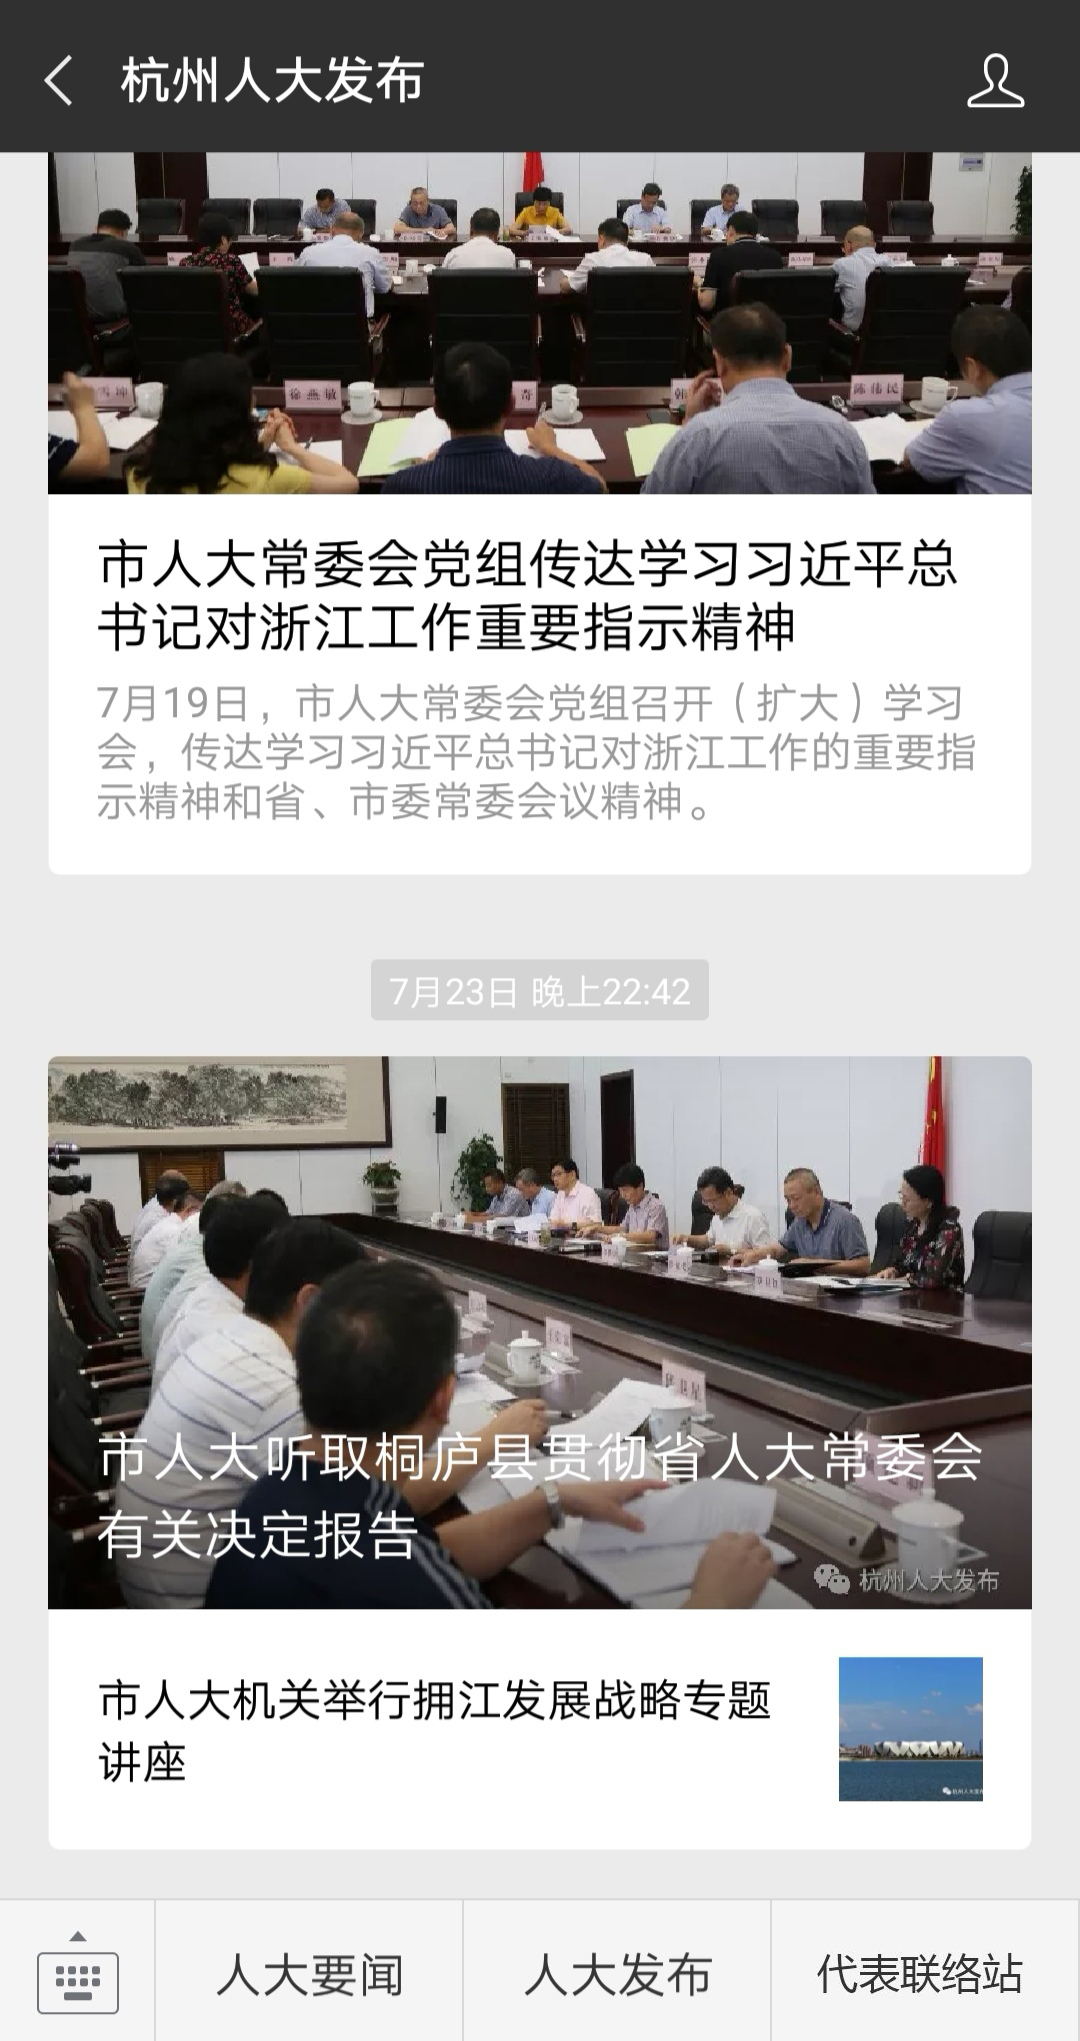 杭州人大发布
徐燕敏
奇
陈伟民
市人大常委会党组传达学习习近平总
书记对浙江工作重要指示精神
7月19日，市人大常委会党组召开（扩大）学习
会，传达学习习近平总书记对浙江工作的重要指
示精神和省、市委常委会议精神。
7月23日 晚上22:42
市人大听取桐庐县贯彻省人大常委会
有关决定报告
杭州人大发布
市人大机关举行拥江发展战略专题
讲座
人大要闻
人大发布
代表联络站